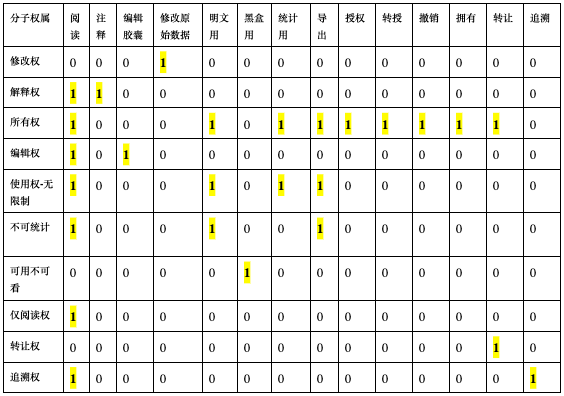 分子权属 阅读 注释 编辑胶囊 修改原始数据 明文用 黑盒用 统计用 导出 授权 转授 撤销 拥有 转让 追溯
修改权 0 0 0 1 0 0 0 0 0 0 0 0 0 0
解释权 1 1 0 0 0 0 0 0 0 0 0 0 0 0
所有权 1 0 0 0 1 0 1 1 1 1 1 1 1 0
编辑权 1 0 1 0 0 0 0 0 0 0 0 0 0 0
使用权-无限制 1 0 0 0 1 0 1 1 0 0 0 0 0 0
不可统计 1 0 0 0 1 0 0 1 0 0 0 0 0 0
可用不可看 0 0 0 0 0 1 0 0 0 0 0 0 0 0
仅阅读权 1 0 0 0 0 0 0 0 0 0 0 0 0 0
转让权 0 0 0 0 0 0 0 0 0 0 0 0 1 0
追溯权 1 0 0 0 0 0 0 0 0 0 0 0 0 1